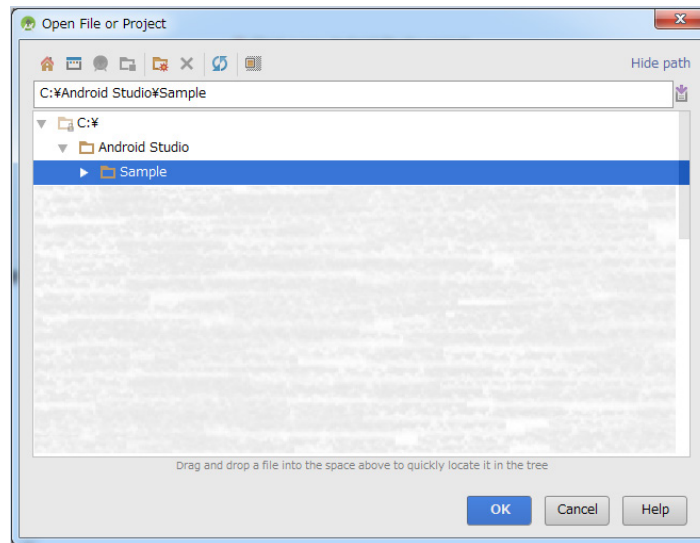 Open File or Project
x
Hide path
C:¥Android Studio¥Sample
C:¥
Android Studio
Sample
Drag and drop a file into the space above to quickly locate it in the tree
OK
Cancel
Help